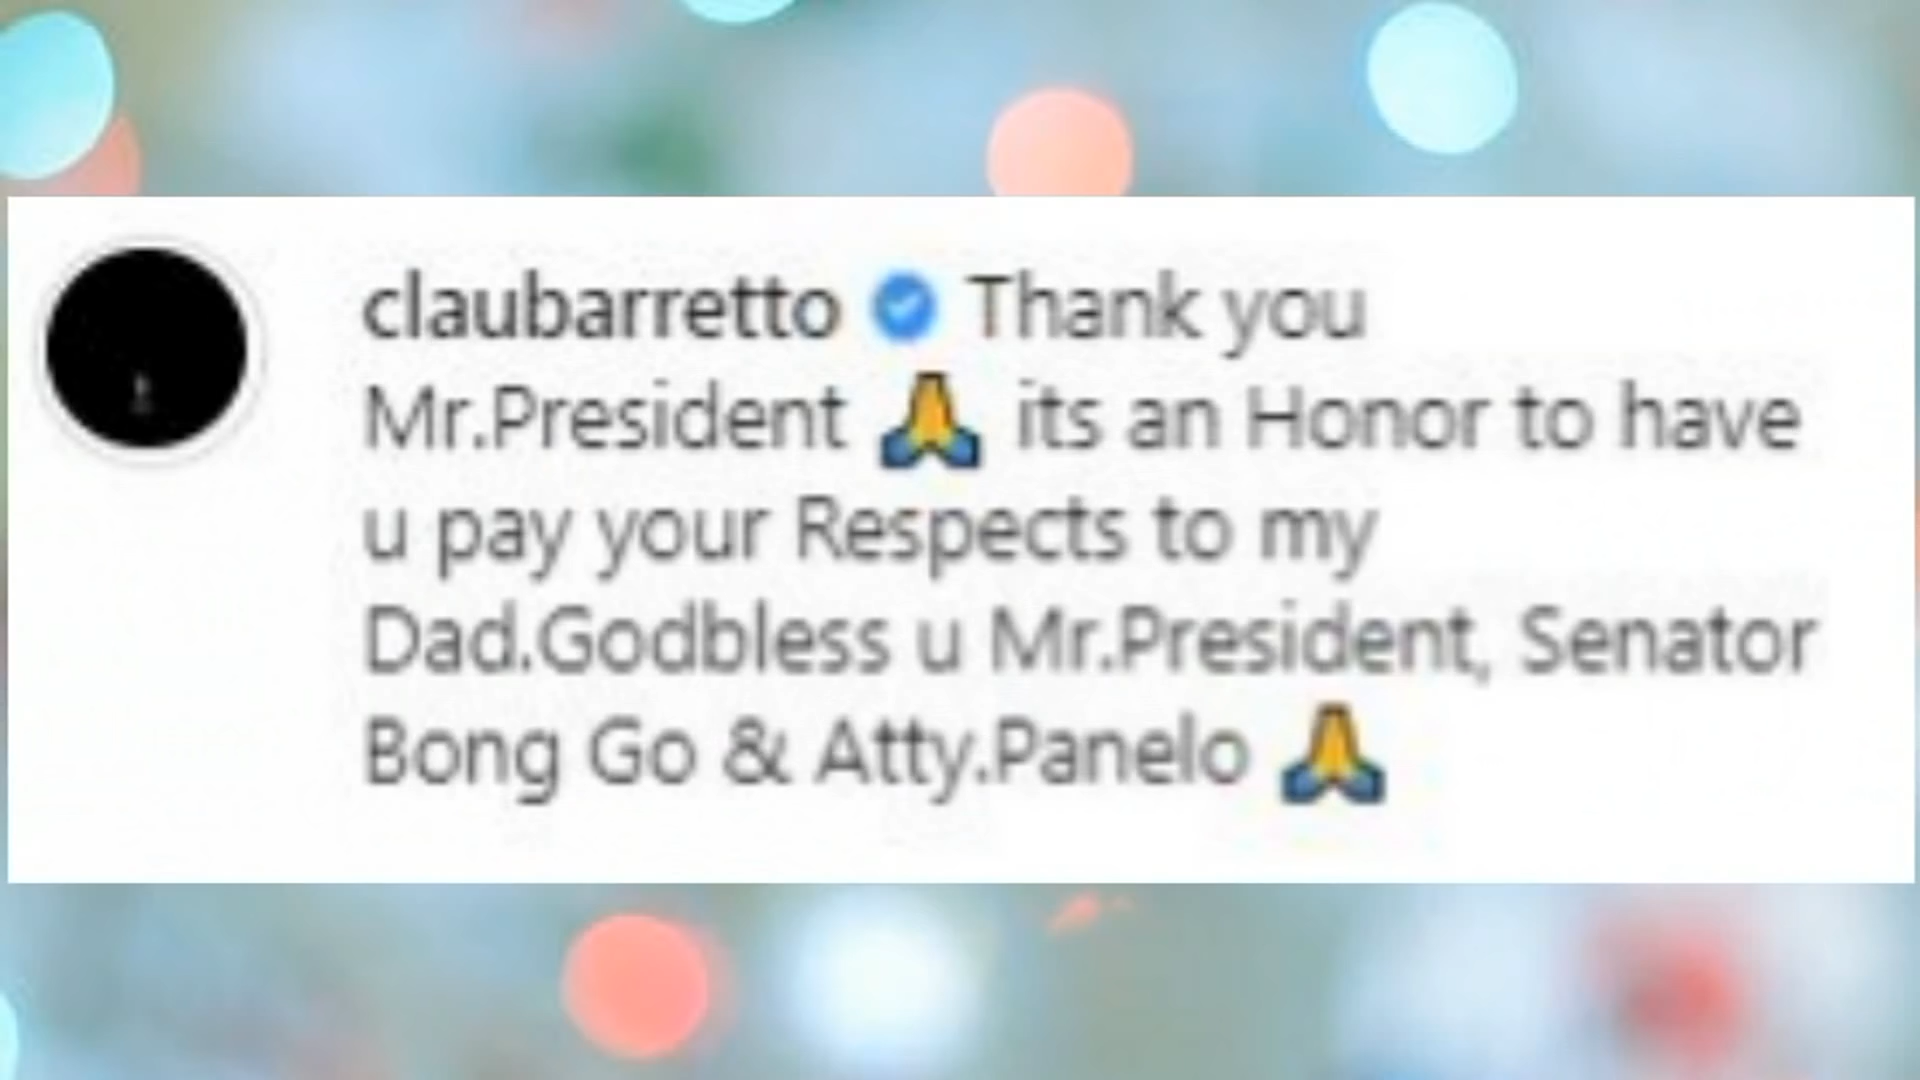 claubarretto Thank you
Mr.President 🙏 its an Honor to have
u pay your Respects to my
Dad.Godbless u Mr.President, Senator
Bong Go & Atty.Panelo 🙏